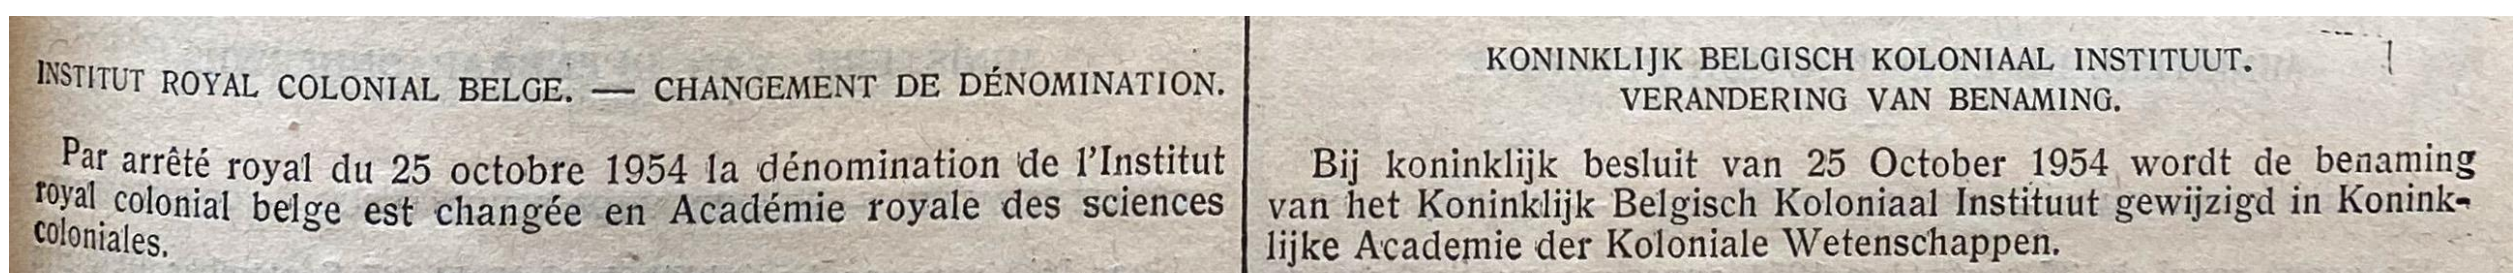 INSTITUT ROYAL COLONIAL BELGE. — CHANGEMENT DE DÉNOMINATION.
Par arrêté royal du 25 octobre 1954 la dénomination de l'Institut
royal colonial belge est changée en Académie royale des sciences
coloniales.
KONINKLIJK BELGISCH KOLONIAAL INSTITUUT.
VERANDERING VAN BENAMING.
Bij koninklijk besluit van 25 October 1954 wordt de benaming
van het Koninklijk Belgisch Koloniaal Instituut gewijzigd in Konink-
lijke Academie der Koloniale Wetenschappen.